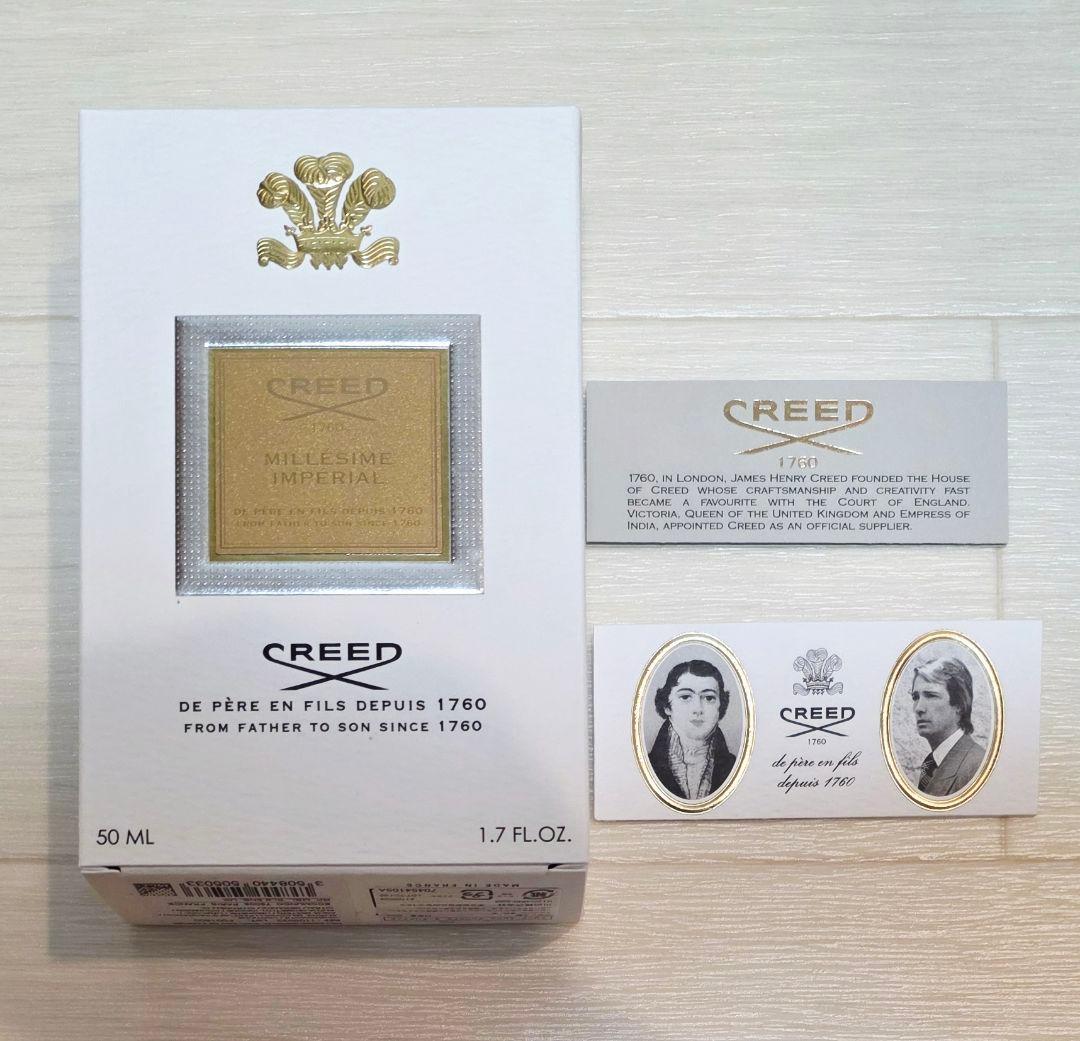 CREED
1760
MILLESIME
IMPERIAL
DE PÈRE EN FILS DEPUIS 1760
FROM FATHER TO SON SINCE 1760
CREED
DE PÈRE EN FILS DEPUIS 1760
FROM FATHER TO SON SINCE 1760
50 ML
1.7 FL.OZ.
3 508440 505033
MADE IN FRANCE
CREED
1760
1760, IN LONDON, JAMES HENRY CREED FOUNDED THE HOUSE
OF CREED WHOSE CRAFTSMANSHIP AND CREATIVITY FAST
BECAME A FAVOURITE WITH THE COURT OF ENGLAND.
VICTORIA, QUEEN OF THE UNITED KINGDOM AND EMPRESS OF
INDIA, APPOINTED CREED AS AN OFFICIAL SUPPLIER.
CREED
1760
de père en fils
depuis 1760